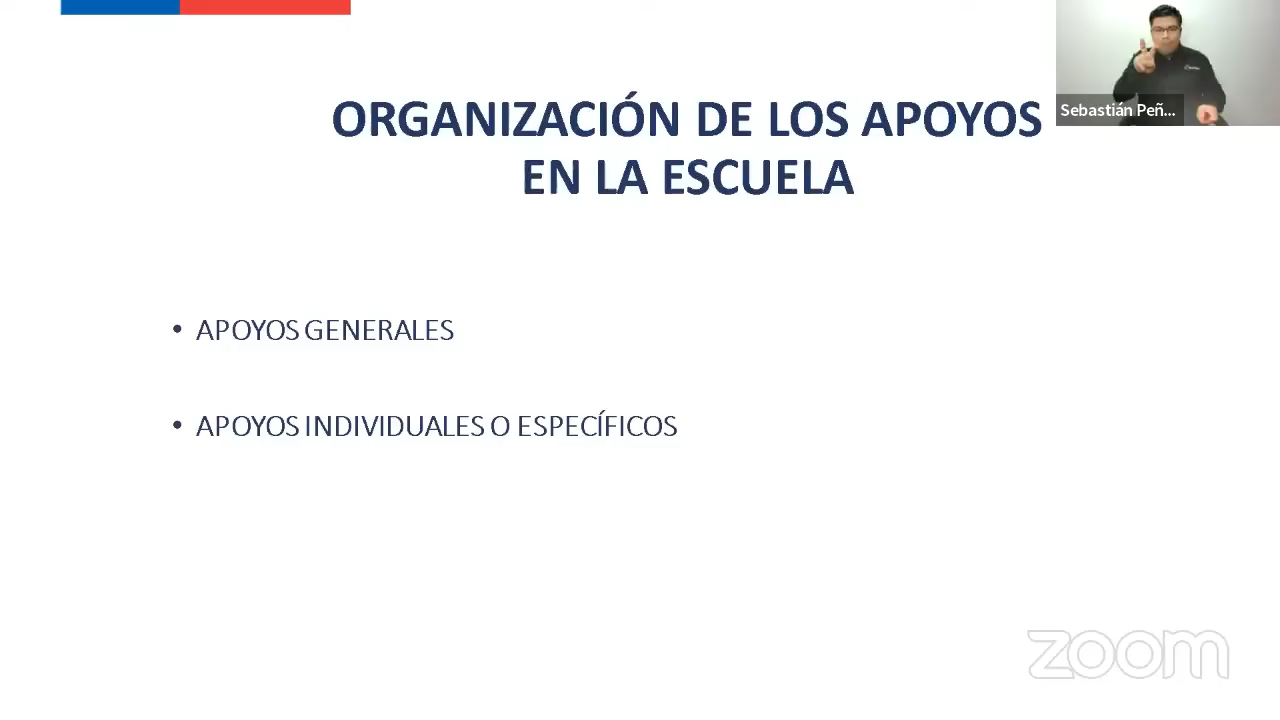 ORGANIZACIÓN DE LOS APOYOS
EN LA ESCUELA
Sebastián Peñ...
• APOYOS GENERALES
• APOYOS INDIVIDUALES O ESPECÍFICOS
zoom